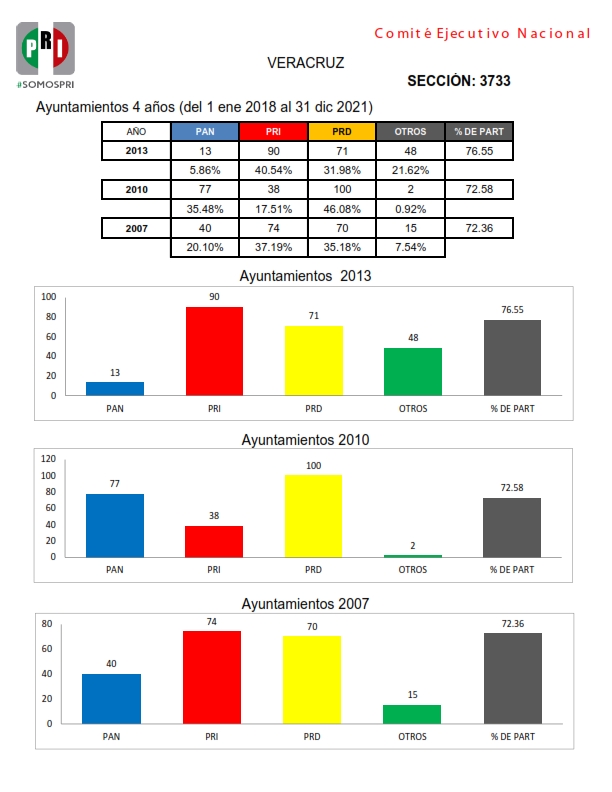 PRI
#SOMOSPRI
Comité Ejecutivo Nacional
VERACRUZ
SECCIÓN: 3733
Ayuntamientos 4 años (del 1 ene 2018 al 31 dic 2021)
AÑO PAN PRI PRD OTROS % DE PART
2013 13 90 71 48 76.55
5.86% 40.54% 31.98% 21.62%
2010 77 38 100 2 72.58
35.48% 17.51% 46.08% 0.92%
2007 40 74 70 15 72.36
20.10% 37.19% 35.18% 7.54%
Ayuntamientos 2013
100
80
60
40
20
0
13 90 71 48 76.55
PAN PRI PRD OTROS % DE PART
Ayuntamientos 2010
120
100
80
60
40
20
0
77 38 100 2 72.58
PAN PRI PRD OTROS % DE PART
Ayuntamientos 2007
80
60
40
20
0
40 74 70 15 72.36
PAN PRI PRD OTROS % DE PART